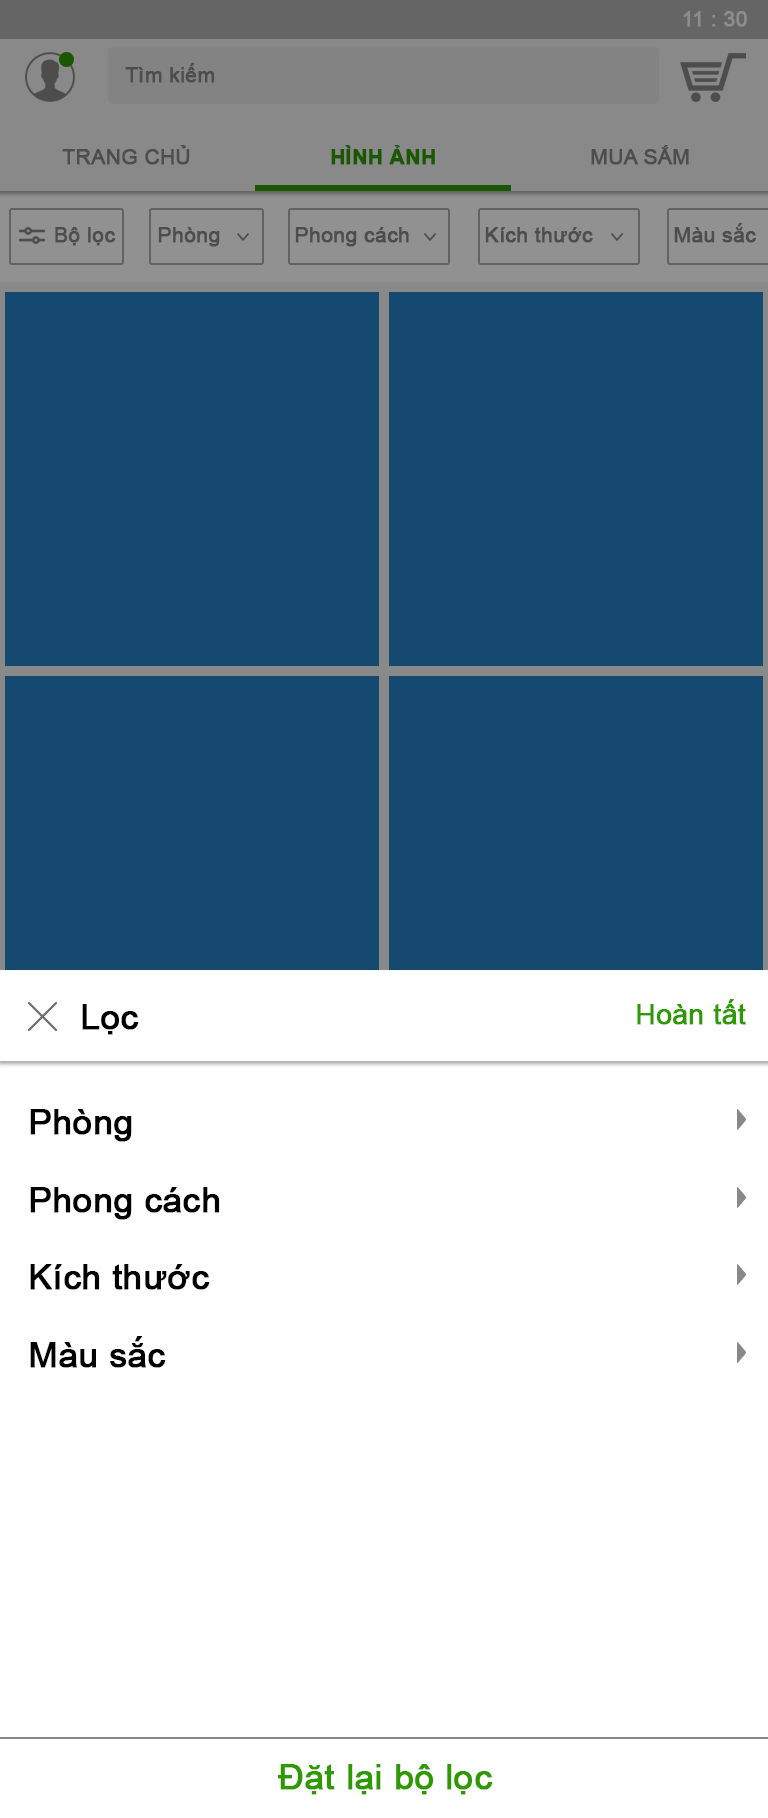 11 : 30
Tìm kiếm
TRANG CHỦ HÌNH ẢNH MUA SẮM
Bộ lọc Phòng Phong cách Kích thước Màu sắc
Lọc Hoàn tất
Phòng
Phong cách
Kích thước
Màu sắc
Đặt lại bộ lọc